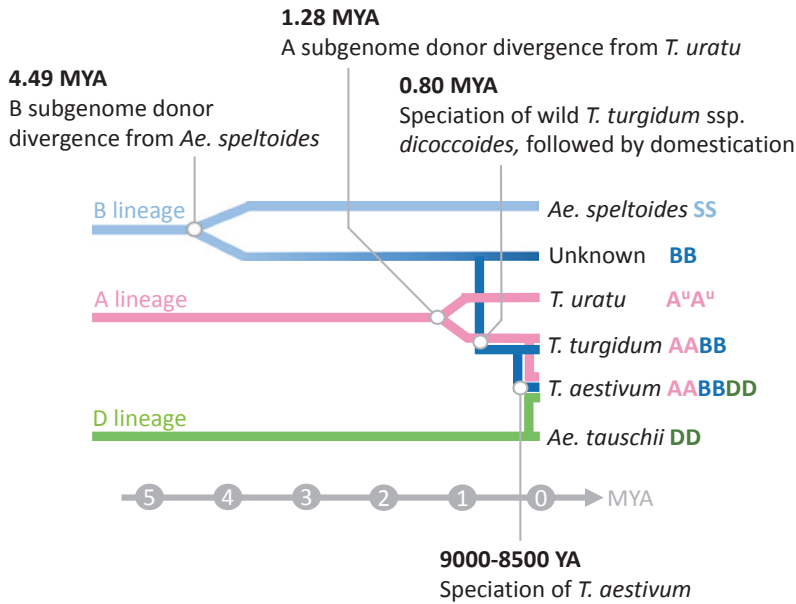 1.28 MYA
A subgenome donor divergence from T. uratu
4.49 MYA
B subgenome donor
divergence from Ae. speltoides
0.80 MYA
Speciation of wild T. turgidum ssp.
dicoccoides, followed by domestication
B lineage
Ae. speltoides SS
Unknown BB
A lineage
T. uratu AᵘAᵘ
T. turgidum AABB
T. aestivum AABBDD
D lineage
Ae. tauschii DD
5 4 3 2 1 0 MYA
9000-8500 YA
Speciation of T. aestivum